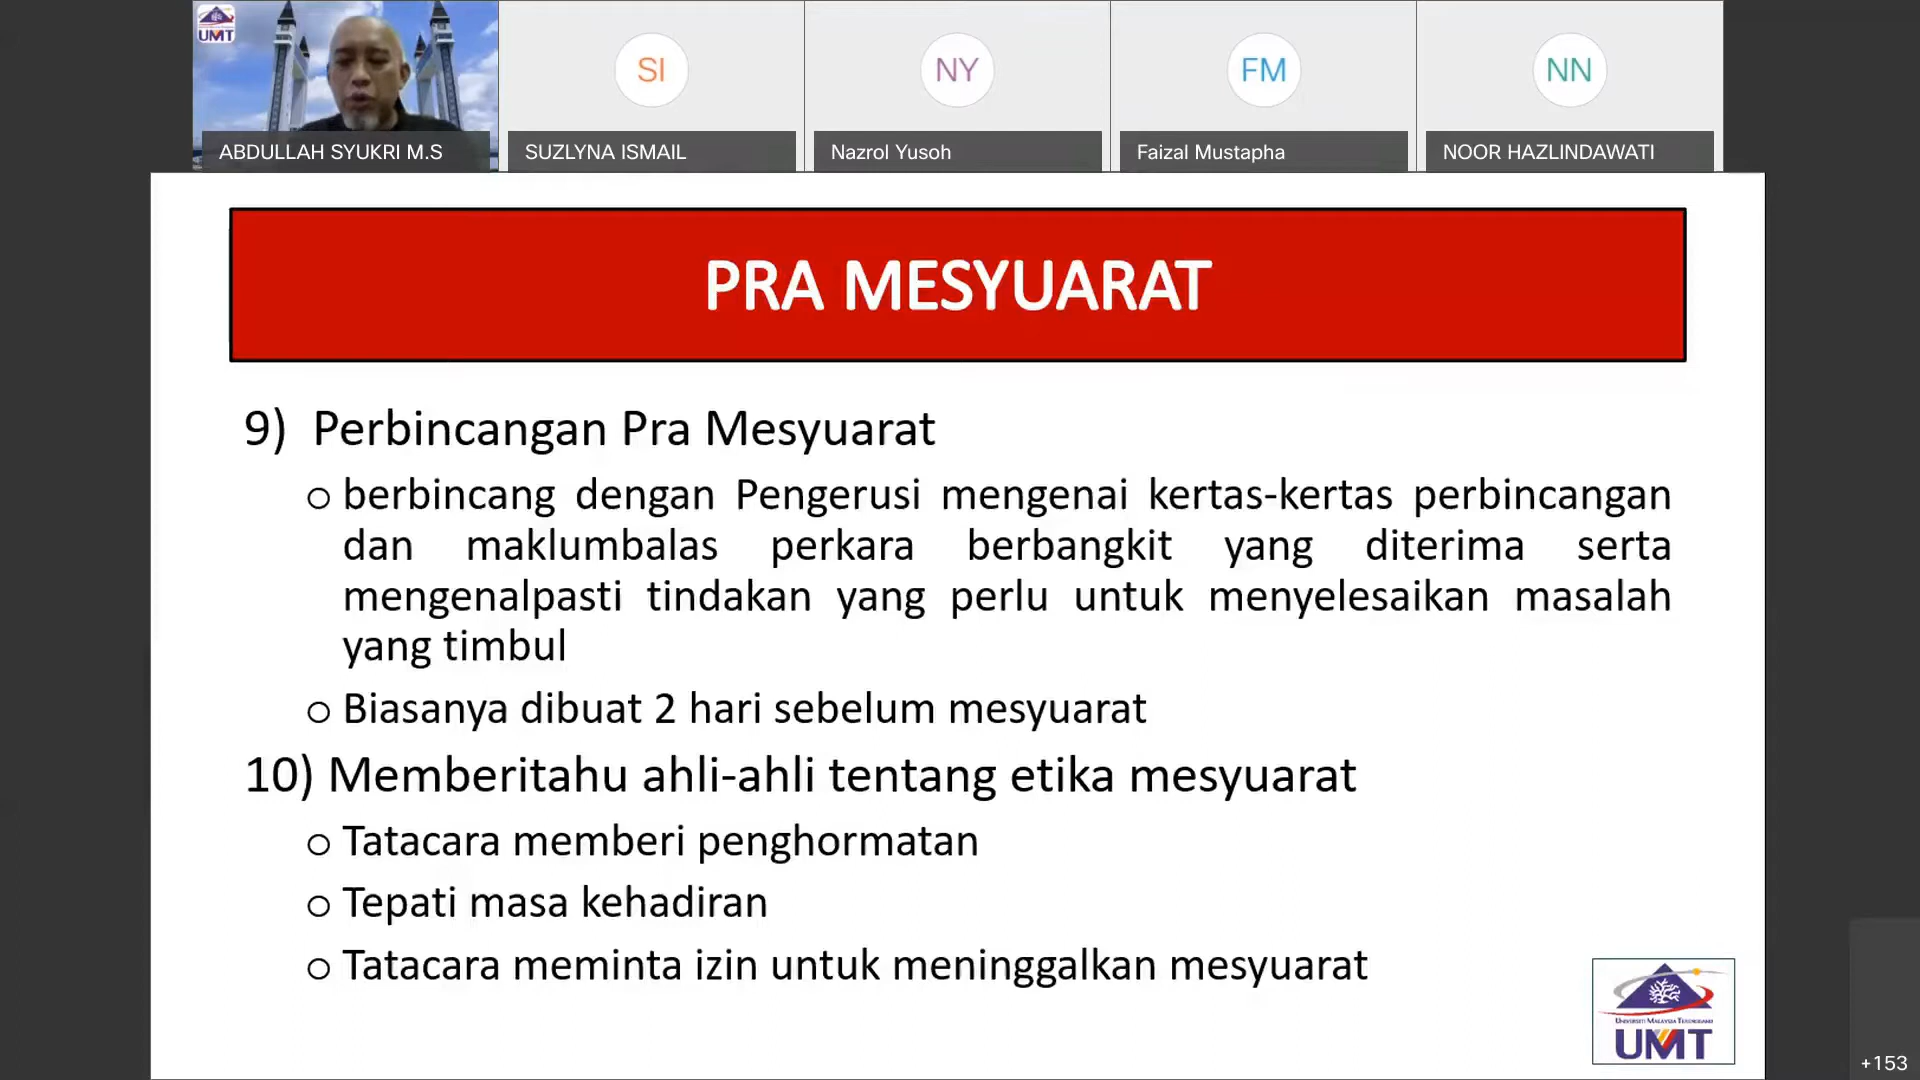 UMT
SI
NY
FM
NN
ABDULLAH SYUKRI M.S
SUZLYNA ISMAIL
Nazrol Yusoh
Faizal Mustapha
NOOR HAZLINDAWATI
PRA MESYUARAT
9) Perbincangan Pra Mesyuarat
o berbincang dengan Pengerusi mengenai kertas-kertas perbincangan
dan maklumbalas perkara berbangkit yang diterima serta
mengenalpasti tindakan yang perlu untuk menyelesaikan masalah
yang timbul
o Biasanya dibuat 2 hari sebelum mesyuarat
10) Memberitahu ahli-ahli tentang etika mesyuarat
o Tatacara memberi penghormatan
o Tepati masa kehadiran
o Tatacara meminta izin untuk meninggalkan mesyuarat
UNIVERSITI MALAYSIA TERENGGANU
UMT
+153